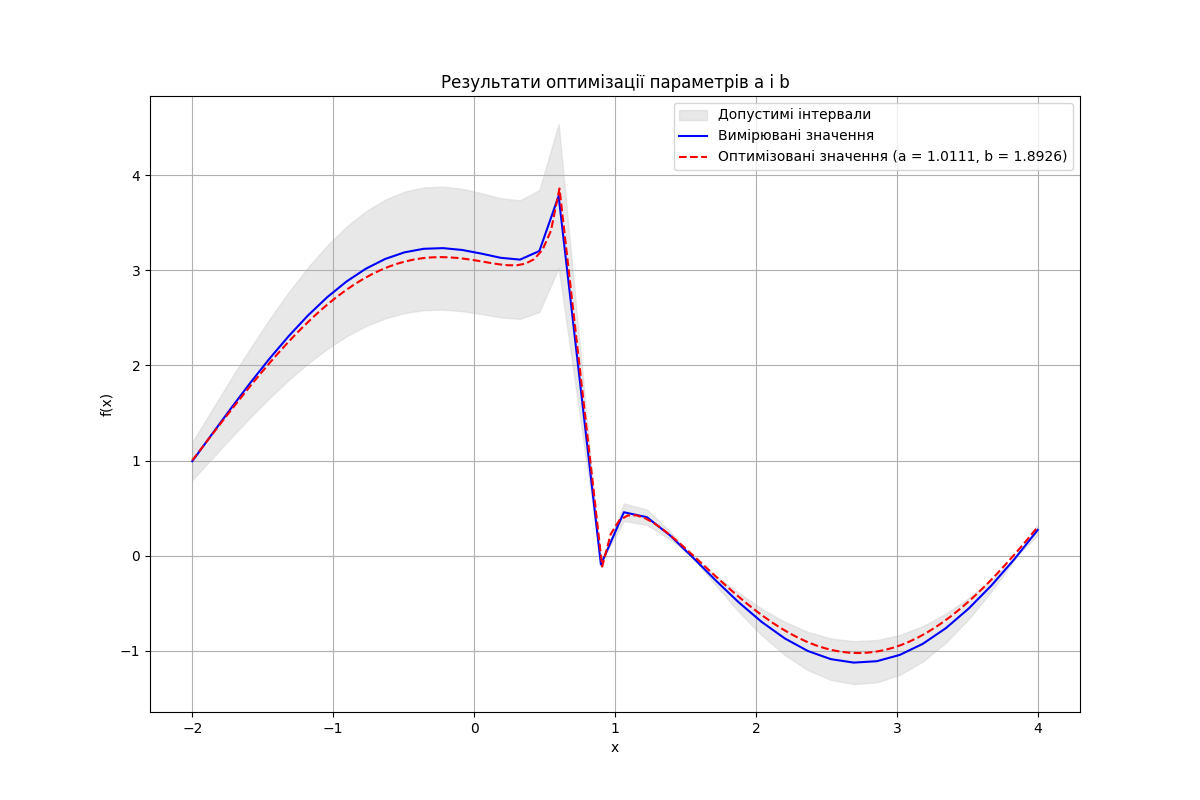 Результати оптимізації параметрів a і b
Допустимі інтервали
Вимірювані значення
Оптимізовані значення (a = 1.0111, b = 1.8926)
f(x)
4
3
2
1
0
−1
−2
−1
0
1
2
3
4
x